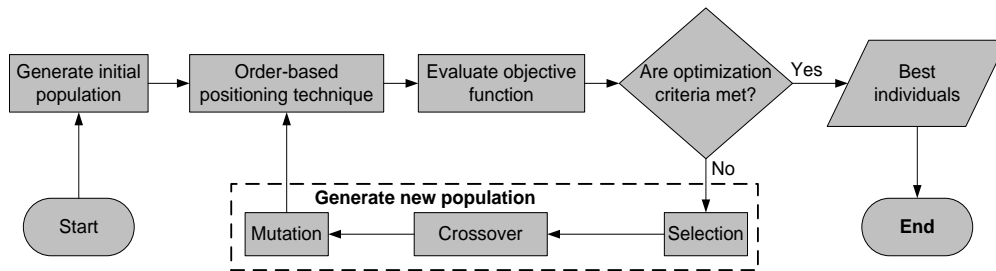 Generate initial
population
Order-based
positioning technique
Evaluate objective
function
Are optimization
criteria met?
Yes
Best
individuals
No
Generate new population
Start
Mutation
Crossover
Selection
End